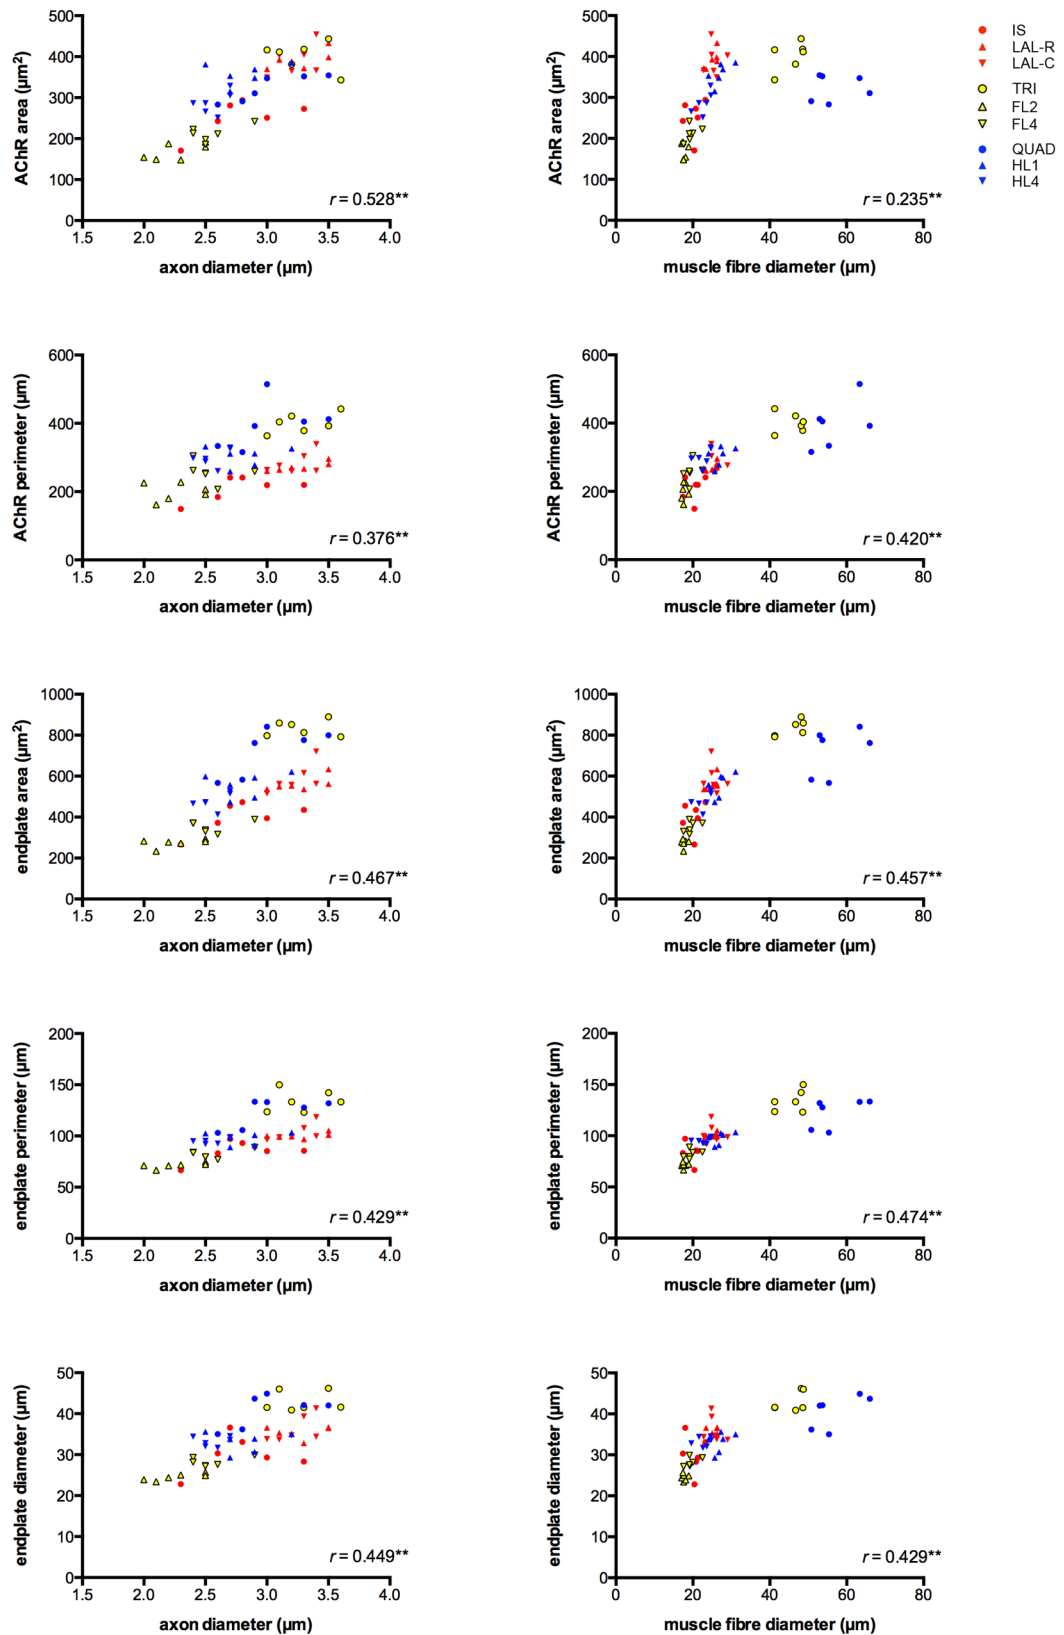 AChR area (µm²)
500
400
300
200
100
0
r = 0.528**
1.5 2.0 2.5 3.0 3.5 4.0
axon diameter (µm)
AChR area (µm²)
500
400
300
200
100
0
r = 0.235**
0 20 40 60 80
muscle fibre diameter (µm)
IS
LAL-R
LAL-C
TRI
FL2
FL4
QUAD
HL1
HL4
AChR perimeter (µm)
600
400
200
0
r = 0.376**
1.5 2.0 2.5 3.0 3.5 4.0
axon diameter (µm)
AChR perimeter (µm)
600
400
200
0
r = 0.420**
0 20 40 60 80
muscle fibre diameter (µm)
endplate area (µm²)
1000
800
600
400
200
0
r = 0.467**
1.5 2.0 2.5 3.0 3.5 4.0
axon diameter (µm)
endplate area (µm²)
1000
800
600
400
200
0
r = 0.457**
0 20 40 60 80
muscle fibre diameter (µm)
endplate perimeter (µm)
200
150
100
50
0
r = 0.429**
1.5 2.0 2.5 3.0 3.5 4.0
axon diameter (µm)
endplate perimeter (µm)
200
150
100
50
0
r = 0.474**
0 20 40 60 80
muscle fibre diameter (µm)
endplate diameter (µm)
50
40
30
20
10
0
r = 0.449**
1.5 2.0 2.5 3.0 3.5 4.0
axon diameter (µm)
endplate diameter (µm)
50
40
30
20
10
0
r = 0.429**
0 20 40 60 80
muscle fibre diameter (µm)